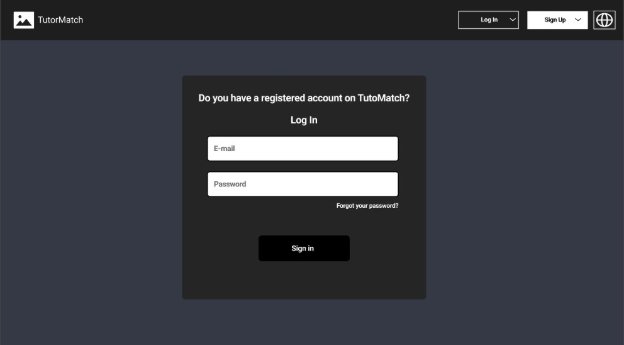 TutorMatch
Log In
Sign Up
Do you have a registered account on TutoMatch?
Log In
E-mail
Password
Forgot your password?
Sign in